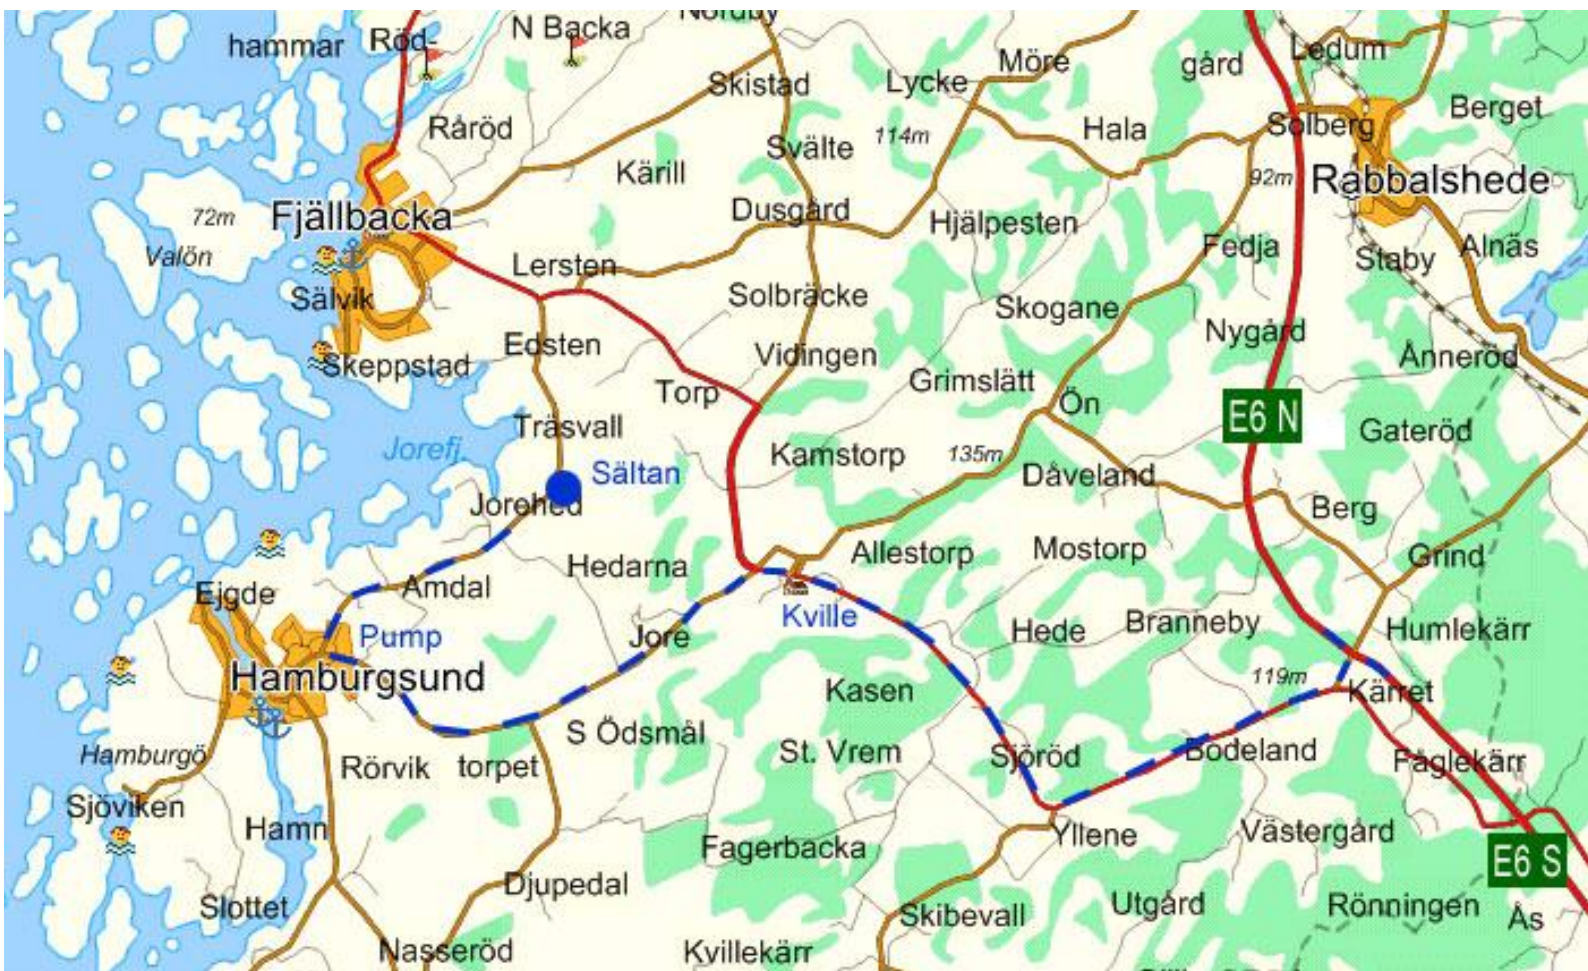 Nordby
N Backa
Röd-
hammar
Ledum
Möre
gård
Lycke
Skistad
Berget
Solberg
Råröd
Hala
114m
Svälte
Kärill
92m
Rabbalshede
Dusgård
72m
Fjällbacka
Hjälpesten
Fedja
Alnäs
Valön
Staby
Lersten
Solbräcke
Sälvik
Skogane
Nygård
Edsten
Vidingen
Ånneröd
Skeppstad
Grimslätt
Torp
Ön
E6 N
Träsvall
Gateröd
Jorefj.
Kamstorp
135m
Sältan
Dåveland
Jorehed
Berg
Allestorp
Mostorp
Grind
Hedarna
Amdal
Ejgde
Kville
Pump
Jore
Hede
Branneby
Humlekärr
Hamburgsund
119m
Kasen
Kärret
S Ödsmål
Hamburgö
St. Vrem
Sjöröd
Bödeland
Fåglekärr
Rörvik
torpet
Sjöviken
Hamn
Yllene
Västergård
Fagerbacka
E6 S
Djupedal
Slottet
Skibevall
Utgård
Rönningen
Ås
Nasseröd
Kvillekärr